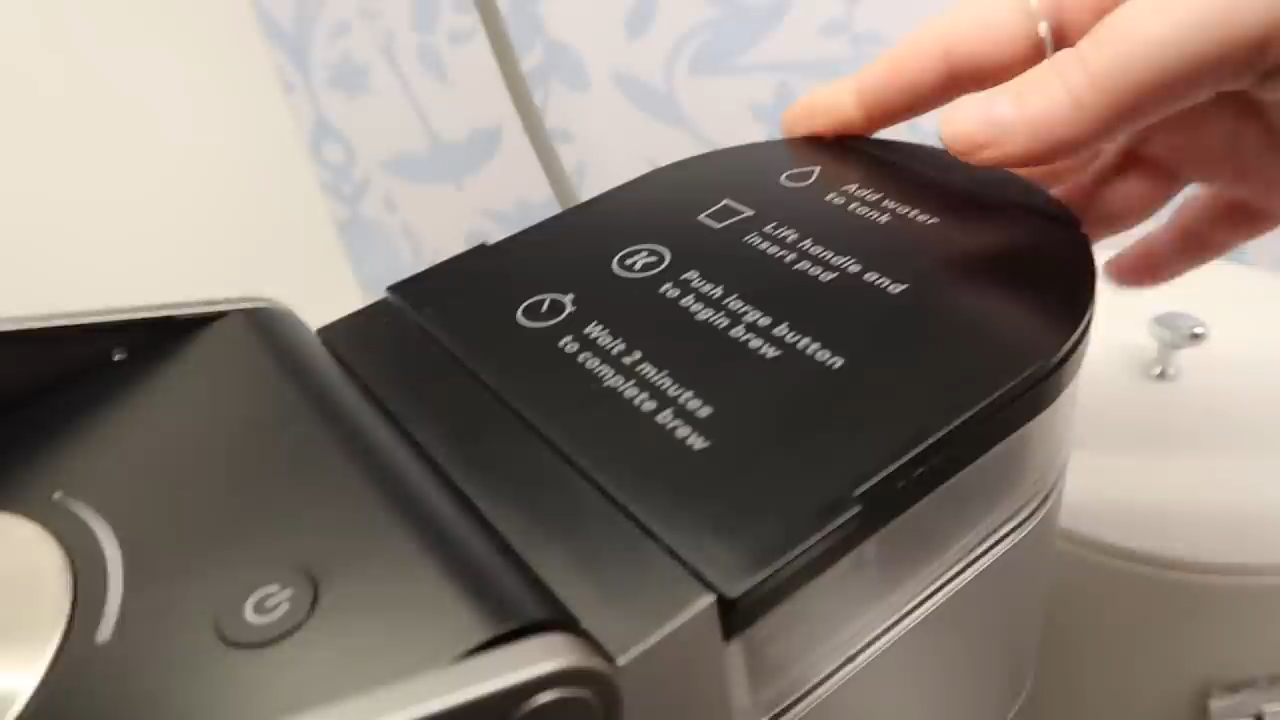 Add water
to tank
Lift handle and
insert pod
K
Push large button
to begin brew
Wait 2 minutes
to complete brew